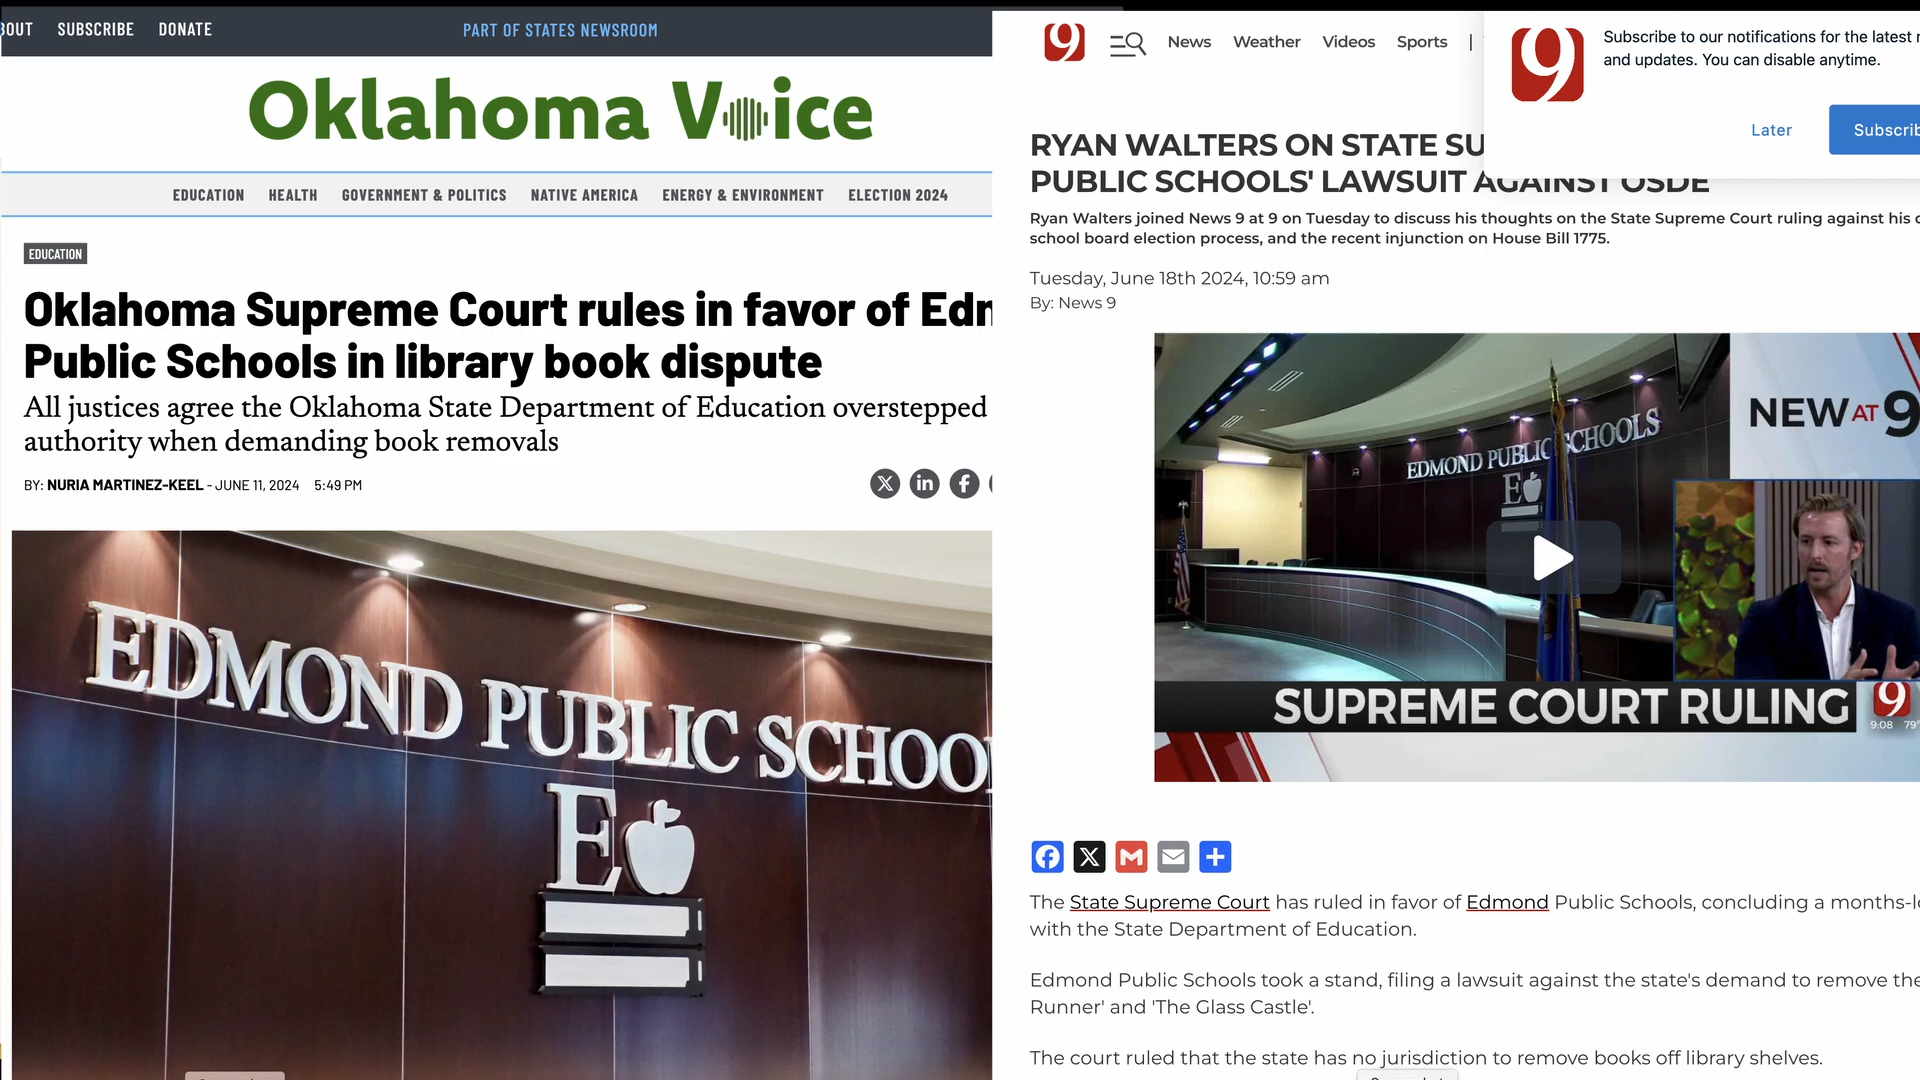 SUBSCRIBE DONATE
PART OF STATES NEWSROOM
Oklahoma Voice
EDUCATION HEALTH GOVERNMENT & POLITICS NATIVE AMERICA ENERGY & ENVIRONMENT ELECTION 2024
EDUCATION
Oklahoma Supreme Court rules in favor of
Public Schools in library book dispute
All justices agree the Oklahoma State Department of Education overstepped
authority when demanding book removals
BY: NURIA MARTINEZ-KEEL - JUNE 11, 2024 5:49 PM
EDMOND PUBLIC SCHOO
E
9
News Weather Videos Sports |
9
Subscribe to our notifications for the latest
and updates. You can disable anytime.
Later
RYAN WALTERS ON STATE SU
PUBLIC SCHOOLS' LAWSUIT AGAINST OSDE
Ryan Walters joined News 9 at 9 on Tuesday to discuss his thoughts on the State Supreme Court ruling against his
school board election process, and the recent injunction on House Bill 1775.
Tuesday, June 18th 2024, 10:59 am
By: News 9
EDMOND PUBLIC SCHOOLS
E
NEW AT 9
SUPREME COURT RULING
9
9:08 79°
The State Supreme Court has ruled in favor of Edmond Public Schools, concluding a
with the State Department of Education.
Edmond Public Schools took a stand, filing a lawsuit against the state's demand to remove
Runner' and 'The Glass Castle'.
The court ruled that the state has no jurisdiction to remove books off library shelves.